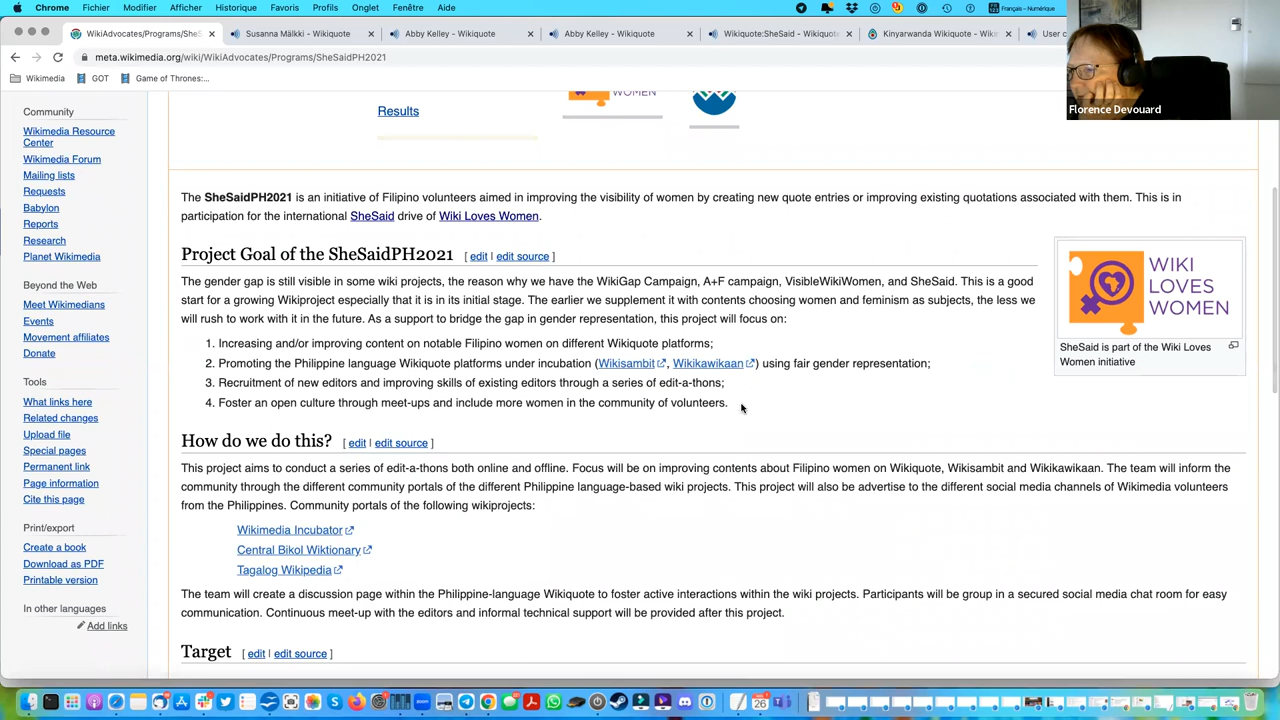 Chrome Fichier Modifier Afficher Historique Favoris Profils Onglet Fenêtre Aide
Français – Numérique
WikiAdvocates/Programs/SheS
Susanna Mälkki - Wikiquote
Abby Kelley - Wikiquote
Abby Kelley - Wikiquote
Wikiquote:SheSaid - Wikiquote
Kinyarwanda Wikiquote - Wikim
User c
meta.wikimedia.org/wiki/WikiAdvocates/Programs/SheSaidPH2021
Wikimedia GOT Game of Thrones:...
Florence Devouard
Community
Wikimedia Resource
Center
Wikimedia Forum
Mailing lists
Requests
Babylon
Reports
Research
Planet Wikimedia
Beyond the Web
Meet Wikimedians
Events
Movement affiliates
Donate
Tools
What links here
Related changes
Upload file
Special pages
Permanent link
Page information
Cite this page
Print/export
Create a book
Download as PDF
Printable version
In other languages
Add links
Results
WOMEN
The SheSaidPH2021 is an initiative of Filipino volunteers aimed in improving the visibility of women by creating new quote entries or improving existing quotations associated with them. This is in
participation for the international SheSaid drive of Wiki Loves Women.
Project Goal of the SheSaidPH2021 [ edit | edit source ]
The gender gap is still visible in some wiki projects, the reason why we have the WikiGap Campaign, A+F campaign, VisibleWikiWomen, and SheSaid. This is a good
start for a growing Wikiproject especially that it is in its initial stage. The earlier we supplement it with contents choosing women and feminism as subjects, the less we
will rush to work with it in the future. As a support to bridge the gap in gender representation, this project will focus on:
1. Increasing and/or improving content on notable Filipino women on different Wikiquote platforms;
2. Promoting the Philippine language Wikiquote platforms under incubation (Wikisambit, Wikikawikaan) using fair gender representation;
3. Recruitment of new editors and improving skills of existing editors through a series of edit-a-thons;
4. Foster an open culture through meet-ups and include more women in the community of volunteers.
WIKI
LOVES
WOMEN
SheSaid is part of the Wiki Loves
Women initiative
How do we do this? [ edit | edit source ]
This project aims to conduct a series of edit-a-thons both online and offline. Focus will be on improving contents about Filipino women on Wikiquote, Wikisambit and Wikikawikaan. The team will inform the
community through the different community portals of the different Philippine language-based wiki projects. This project will also be advertise to the different social media channels of Wikimedia volunteers
from the Philippines. Community portals of the following wikiprojects:
Wikimedia Incubator
Central Bikol Wiktionary
Tagalog Wikipedia
The team will create a discussion page within the Philippine-language Wikiquote to foster active interactions within the wiki projects. Participants will be group in a secured social media chat room for easy
communication. Continuous meet-up with the editors and informal technical support will be provided after this project.
Target [ edit | edit source ]
26